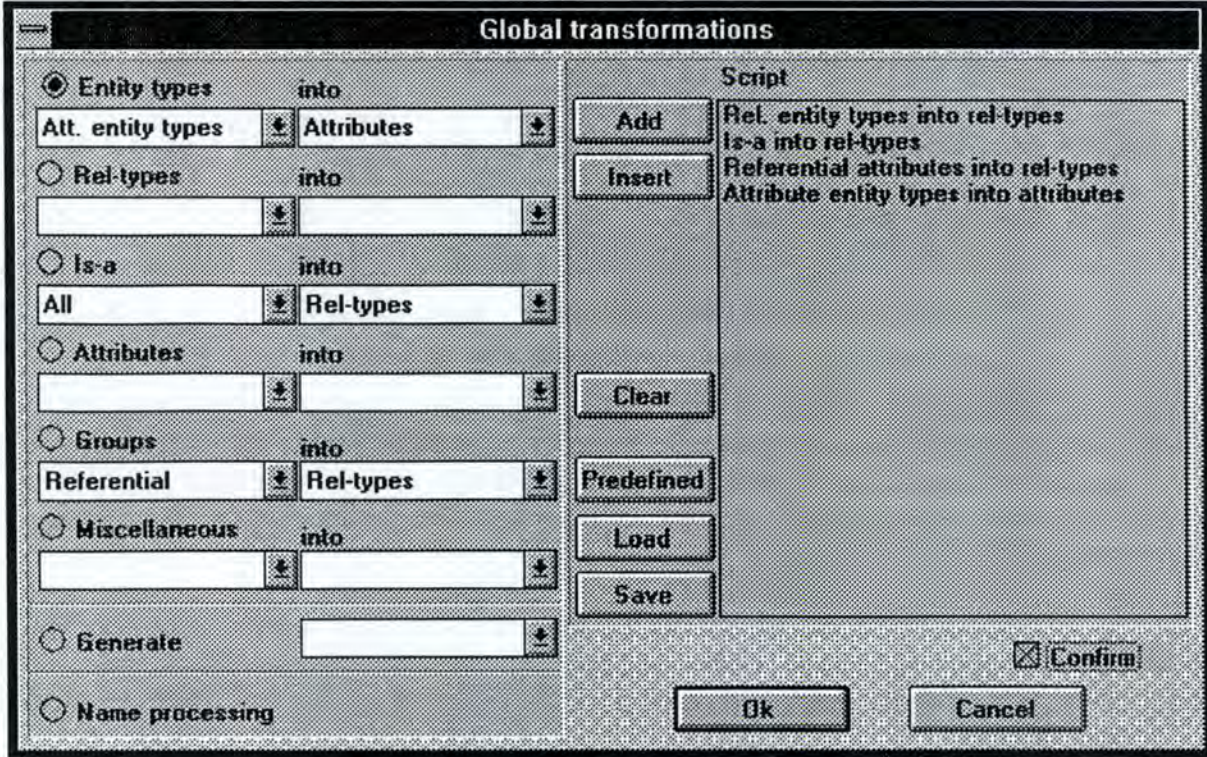 Global transformations
Entity types into
Att. entity types Attributes
Rel-types into
Is-a into
All Rel-types
Attributes into
Groups into
Referential Rel-types
Miscellaneous into
Generate
Name processing
Add
Insert
Clear
Predefined
Load
Save
Script
Rel. entity types into rel-types
Is-a into rel-types
Referential attributes into rel-types
Attribute entity types into attributes
Confirm
Ok
Cancel